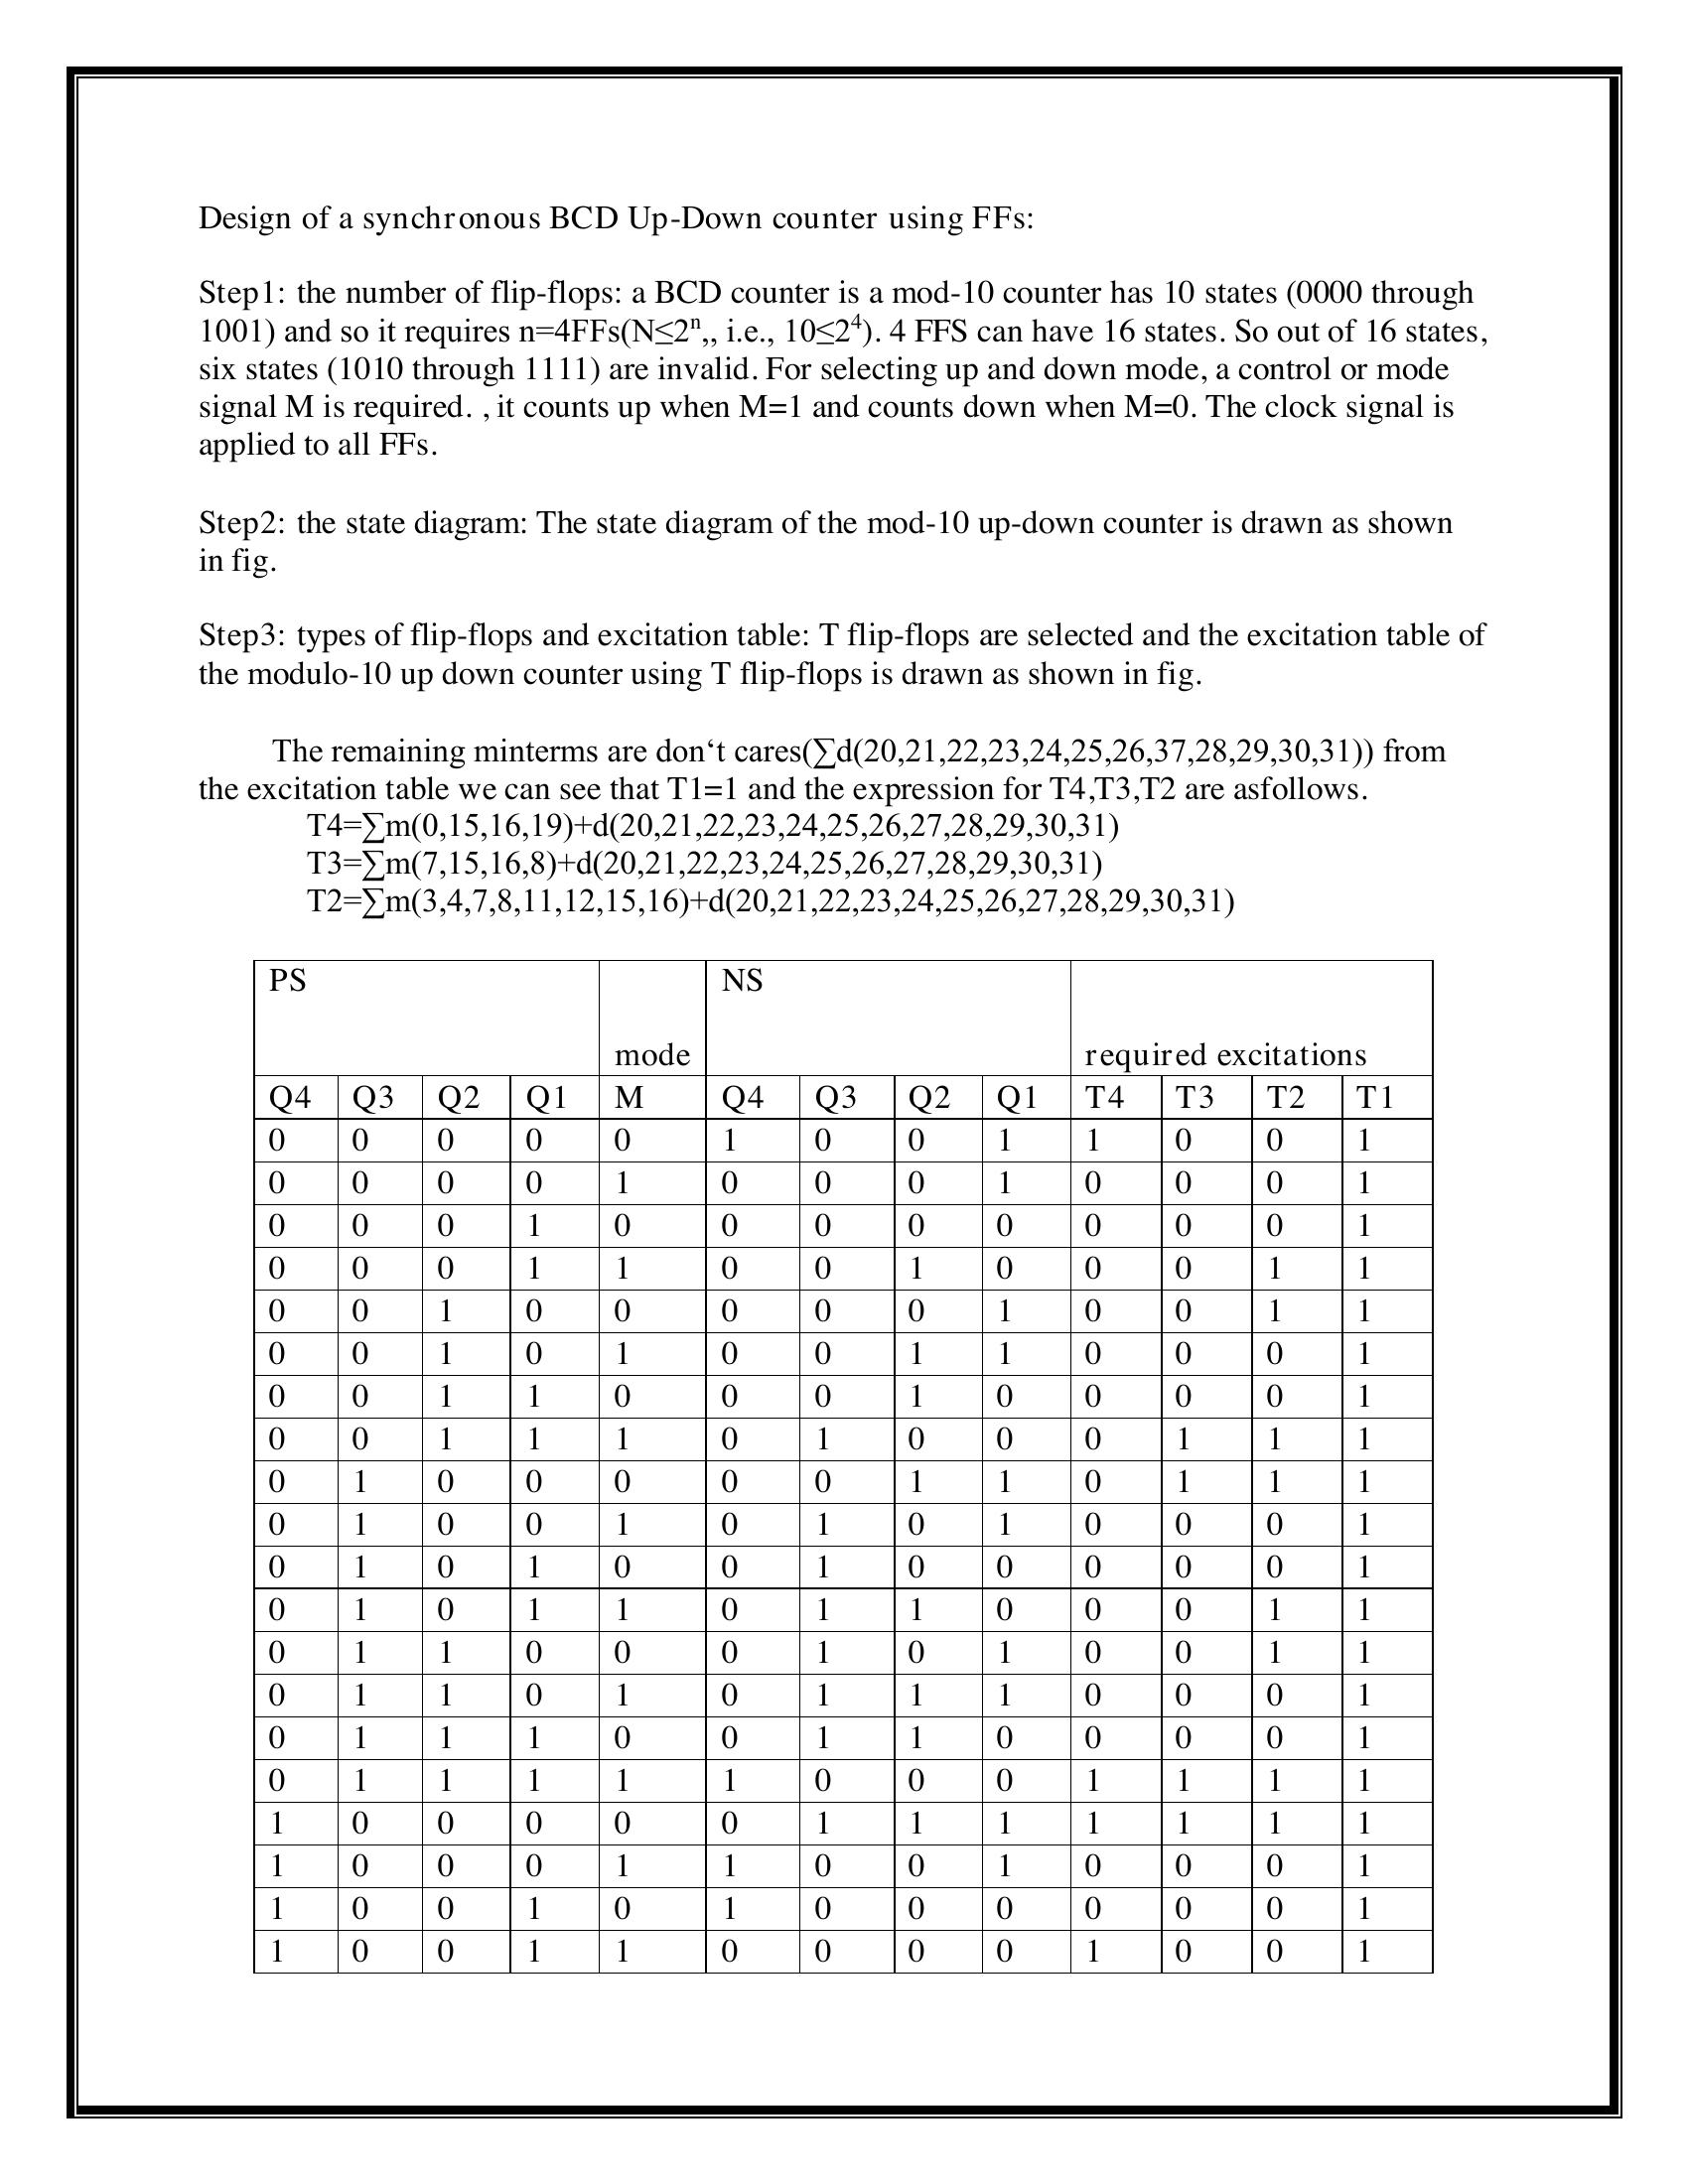 Design of a synchronous BCD Up-Down counter using FFs:
Step1: the number of flip-flops: a BCD counter is a mod-10 counter has 10 states (0000 through
1001) and so it requires n=4FFs(N≤2ⁿ,, i.e., 10≤2⁴). 4 FFS can have 16 states. So out of 16 states,
six states (1010 through 1111) are invalid. For selecting up and down mode, a control or mode
signal M is required. , it counts up when M=1 and counts down when M=0. The clock signal is
applied to all FFs.
Step2: the state diagram: The state diagram of the mod-10 up-down counter is drawn as shown
in fig.
Step3: types of flip-flops and excitation table: T flip-flops are selected and the excitation table of
the modulo-10 up down counter using T flip-flops is drawn as shown in fig.
The remaining minterms are don‘t cares(∑d(20,21,22,23,24,25,26,37,28,29,30,31)) from
the excitation table we can see that T1=1 and the expression for T4,T3,T2 are asfollows.
T4=∑m(0,15,16,19)+d(20,21,22,23,24,25,26,27,28,29,30,31)
T3=∑m(7,15,16,8)+d(20,21,22,23,24,25,26,27,28,29,30,31)
T2=∑m(3,4,7,8,11,12,15,16)+d(20,21,22,23,24,25,26,27,28,29,30,31)
PS mode NS required excitations
Q4 Q3 Q2 Q1 M Q4 Q3 Q2 Q1 T4 T3 T2 T1
0 0 0 0 0 1 0 0 1 1 0 0 1
0 0 0 0 1 0 0 0 1 0 0 0 1
0 0 0 1 0 0 0 0 0 0 0 0 1
0 0 0 1 1 0 0 1 0 0 0 1 1
0 0 1 0 0 0 0 0 1 0 0 1 1
0 0 1 0 1 0 0 1 1 0 0 0 1
0 0 1 1 0 0 0 1 0 0 0 0 1
0 0 1 1 1 0 1 0 0 0 1 1 1
0 1 0 0 0 0 0 1 1 0 1 1 1
0 1 0 0 1 0 1 0 1 0 0 0 1
0 1 0 1 0 0 1 0 0 0 0 0 1
0 1 0 1 1 0 1 1 0 0 0 1 1
0 1 1 0 0 0 1 0 1 0 0 1 1
0 1 1 0 1 0 1 1 1 0 0 0 1
0 1 1 1 0 0 1 1 0 0 0 0 1
0 1 1 1 1 1 0 0 0 1 1 1 1
1 0 0 0 0 0 1 1 1 1 1 1 1
1 0 0 0 1 1 0 0 1 0 0 0 1
1 0 0 1 0 1 0 0 0 0 0 0 1
1 0 0 1 1 0 0 0 0 1 0 0 1